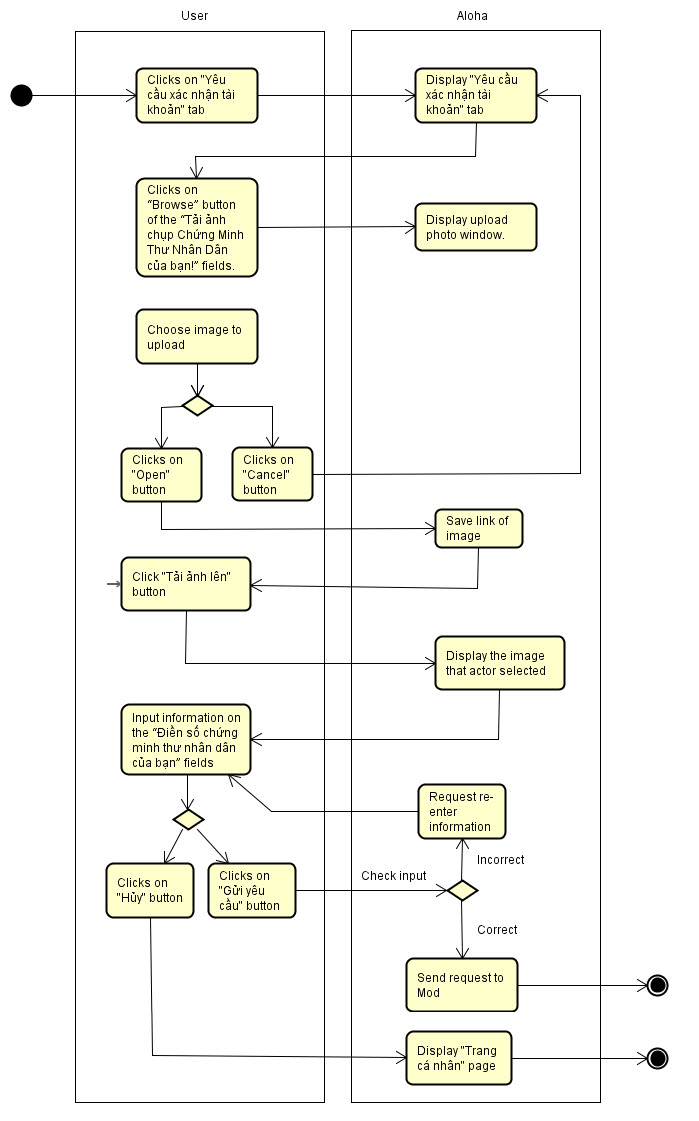 User
Aloha
Clicks on "Yêu
cầu xác nhận tài
khoản" tab
Display "Yêu cầu
xác nhận tài
khoản" tab
Clicks on
“Browse” button
of the “Tải ảnh
chụp Chứng Minh
Thư Nhân Dân
của bạn!” fields.
Display upload
photo window.
Choose image to
upload
Clicks on
"Open"
button
Clicks on
"Cancel"
button
Save link of
image
Click "Tải ảnh lên"
button
Display the image
that actor selected
Input information on
the “Điền số chứng
minh thư nhân dân
của bạn” fields
Request re-
enter
information
Incorrect
Clicks on
"Hủy" button
Clicks on
"Gửi yêu
cầu" button
Check input
Correct
Send request to
Mod
Display "Trang
cá nhân" page